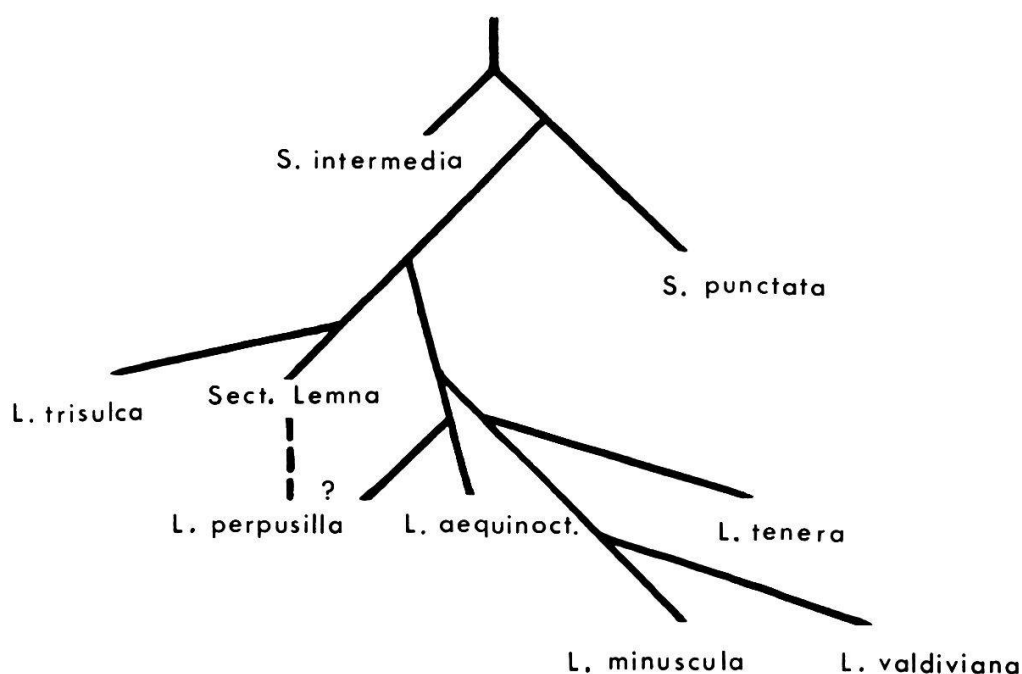 S. intermedia
S. punctata
L. trisulca
Sect. Lemna
?
L. perpusilla
L. aequinoct.
L. tenera
L. minuscula
L. valdiviana